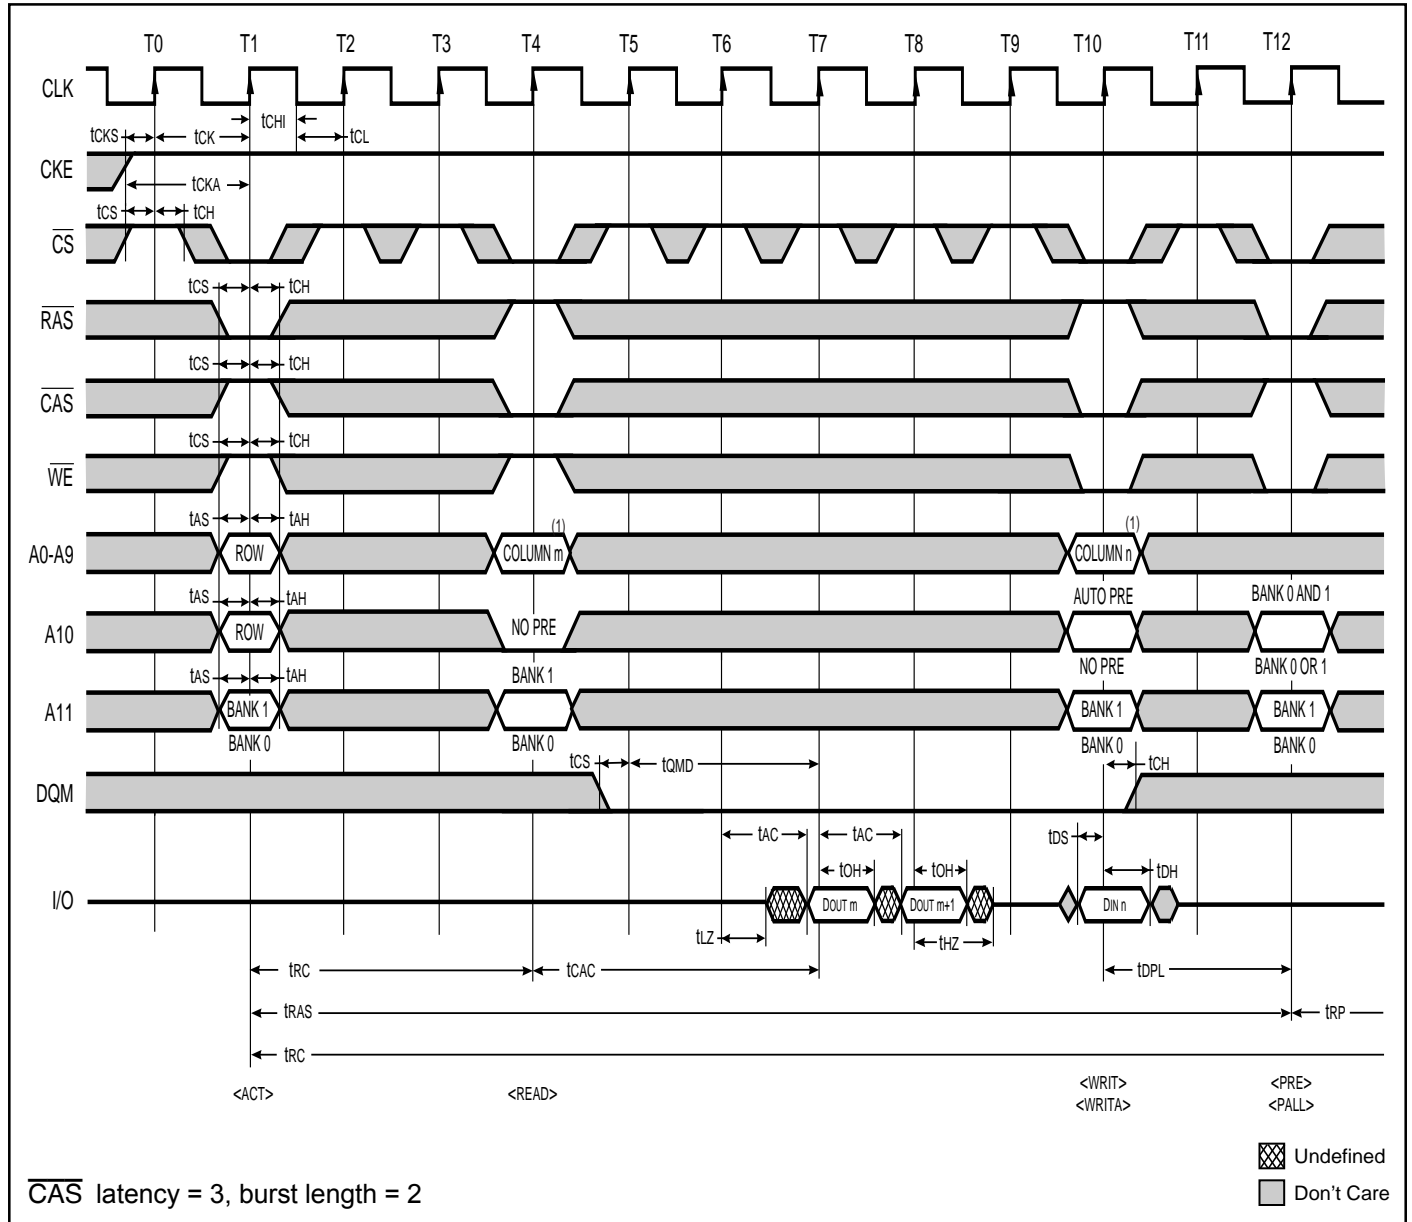 T0 T1 T2 T3 T4 T5 T6 T7 T8 T9 T10 T11 T12
CLK
tCHI
tCKS tCK tCL
CKE
tCKA
tCS tCH
CS
tCS tCH
RAS
tCS tCH
CAS
tCS tCH
WE
tAS tAH (1) (1)
A0-A9 ROW COLUMN m COLUMN n
tAS tAH AUTO PRE BANK 0 AND 1
A10 ROW NO PRE
tAS tAH BANK 1 NO PRE BANK 0 OR 1
A11 BANK 1 BANK 1 BANK 1
BANK 0 BANK 0 BANK 0 BANK 0
tCS tQMD tCH
DQM
tAC tAC tDS
tOH tOH tDH
I/O DOUT m DOUT m+1 DIN n
tLZ tHZ
tRC tCAC tDPL
tRAS tRP
tRC
<ACT> <READ> <WRIT> <PRE>
<WRITA> <PALL>
Undefined
CAS latency = 3, burst length = 2 Don't Care